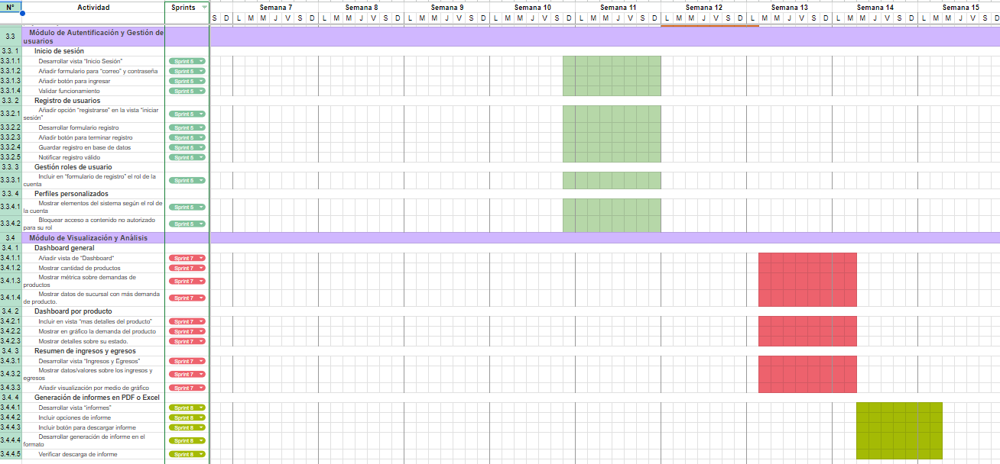 N° Actividad Sprints Semana 7 Semana 8 Semana 9 Semana 10 Semana 11 Semana 12 Semana 13 Semana 14 Semana 15
S D L M M J V S D L M M J V S D L M M J V S D L M M J V S D L M M J V S D L M M J V S D L M M J V S D L M M J V S D L M M J V S D
3.3 Módulo de Autentificación y Gestión de
usuarios
3.3. 1 Inicio de sesión
3.3.1.1 Desarrollar vista “Inicio Sesión” Sprint 5
3.3.1.2 Añadir formulario para “correo” y contraseña Sprint 5
3.3.1.3 Añadir botón para ingresar Sprint 5
3.3.1.4 Validar funcionamiento Sprint 5
3.3. 2 Registro de usuarios
3.3.2.1 Añadir opción “registrarse” en la vista “iniciar
sesión” Sprint 5
3.3.2.2 Desarrollar formulario registro Sprint 5
3.3.2.3 Añadir botón para terminar registro Sprint 5
3.3.2.4 Guardar registro en base de datos Sprint 5
3.3.2.5 Notificar registro válido Sprint 5
3.3. 3 Gestión roles de usuario
3.3.3.1 Incluir en “formulario de registro” el rol de la
cuenta Sprint 5
3.3. 4 Perfiles personalizados
3.3.4.1 Mostrar elementos del sistema según el rol de
la cuenta Sprint 5
3.3.4.2 Bloquear acceso a contenido no autorizado
para su rol Sprint 5
3.4 Módulo de Visualización y Análisis
3.4. 1 Dashboard general
3.4.1.1 Añadir vista de “Dashboard” Sprint 7
3.4.1.2 Mostrar cantidad de productos Sprint 7
3.4.1.3 Mostrar métrica sobre demandas de
productos Sprint 7
3.4.1.4 Mostrar datos de sucursal con más demanda
de producto. Sprint 7
3.4. 2 Dashboard por producto
3.4.2.1 Incluir en vista “mas detalles del producto” Sprint 7
3.4.2.2 Mostrar en gráfico la demanda del producto Sprint 7
3.4.2.3 Mostrar detalles sobre su estado. Sprint 7
3.4. 3 Resumen de ingresos y egresos
3.4.3.1 Desarrollar vista “Ingresos y Egresos” Sprint 7
3.4.3.2 Mostrar datos/valores sobre los ingresos y
egresos Sprint 7
3.4.3.3 Añadir visualización por medio de gráfico Sprint 7
3.4. 4 Generación de informes en PDF o Excel
3.4.4.1 Desarrollar vista “informes” Sprint 8
3.4.4.2 Incluir opciones de informe Sprint 8
3.4.4.3 Incluir botón para descargar informe Sprint 8
3.4.4.4 Desarrollar generación de informe en el
formato Sprint 8
3.4.4.5 Verificar descarga de informe Sprint 8